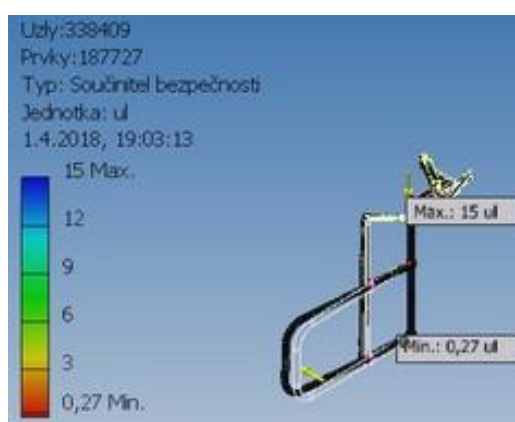 Uzly:338409
Prvky:187727
Typ: Součinitel bezpečnosti
Jednotka: ul
1.4.2018, 19:03:13
15 Max.
12
9
6
3
0,27 Min.
Max.: 15 ul
Min.: 0,27 ul